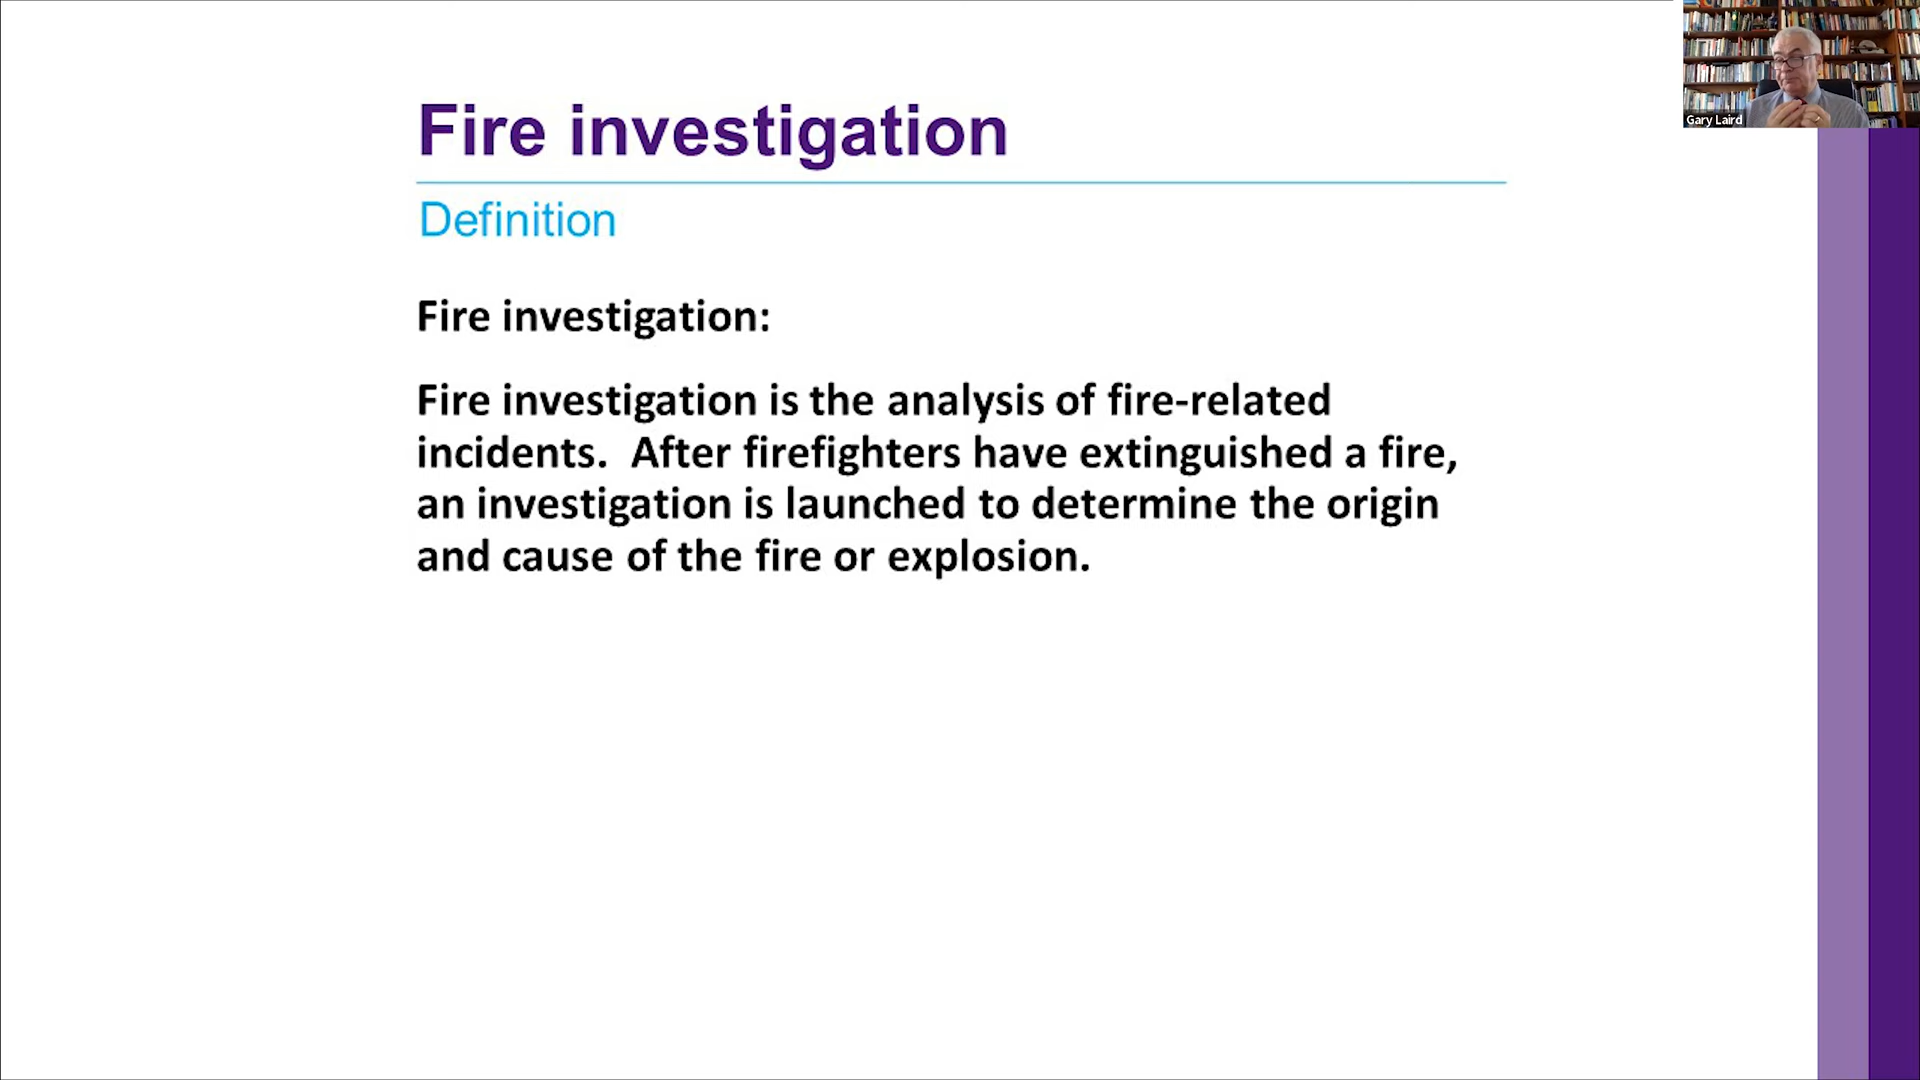 Fire investigation
Definition
Fire investigation:
Fire investigation is the analysis of fire-related
incidents.  After firefighters have extinguished a fire,
an investigation is launched to determine the origin
and cause of the fire or explosion.
Gary Laird